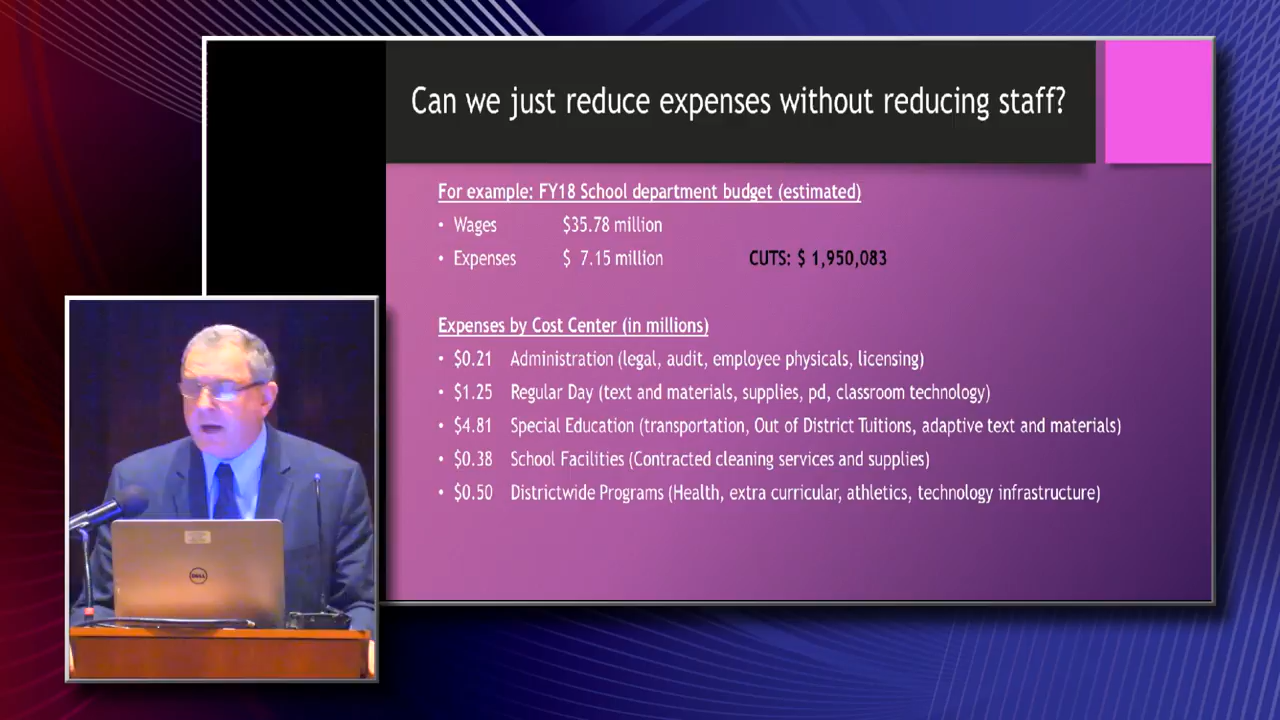 Can we just reduce expenses without reducing staff?
For example: FY18 School department budget (estimated)
• Wages $35.78 million
• Expenses $ 7.15 million CUTS: $ 1,950,083
Expenses by Cost Center (in millions)
• $0.21 Administration (legal, audit, employee physicals, licensing)
• $1.25 Regular Day (text and materials, supplies, pd, classroom technology)
• $4.81 Special Education (transportation, Out of District Tuitions, adaptive text and materials)
• $0.38 School Facilities (Contracted cleaning services and supplies)
• $0.50 Districtwide Programs (Health, extra curricular, athletics, technology infrastructure)
DELL